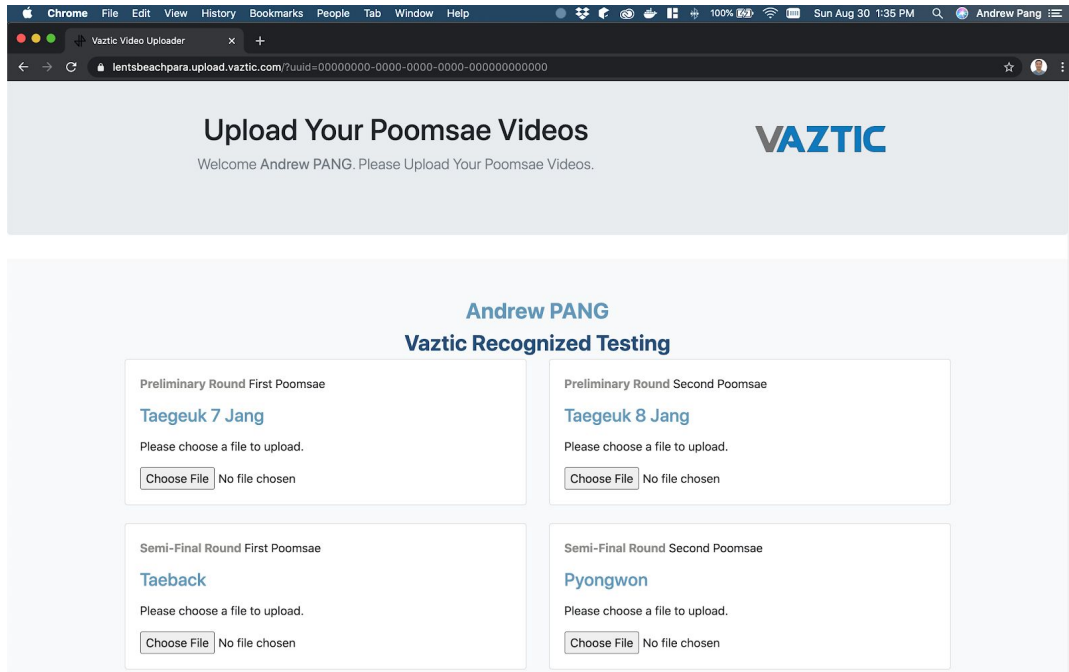 Chrome File Edit View History Bookmarks People Tab Window Help 100% Sun Aug 30 1:35 PM Andrew Pang
Vaztic Video Uploader
lentsbeachpara.upload.vaztic.com/?uuid=00000000-0000-0000-0000-000000000000
Upload Your Poomsae Videos
VAZTIC
Welcome Andrew PANG. Please Upload Your Poomsae Videos.
Andrew PANG
Vaztic Recognized Testing
Preliminary Round First Poomsae
Taegeuk 7 Jang
Please choose a file to upload.
Choose File No file chosen
Preliminary Round Second Poomsae
Taegeuk 8 Jang
Please choose a file to upload.
Choose File No file chosen
Semi-Final Round First Poomsae
Taeback
Please choose a file to upload.
Choose File No file chosen
Semi-Final Round Second Poomsae
Pyongwon
Please choose a file to upload.
Choose File No file chosen